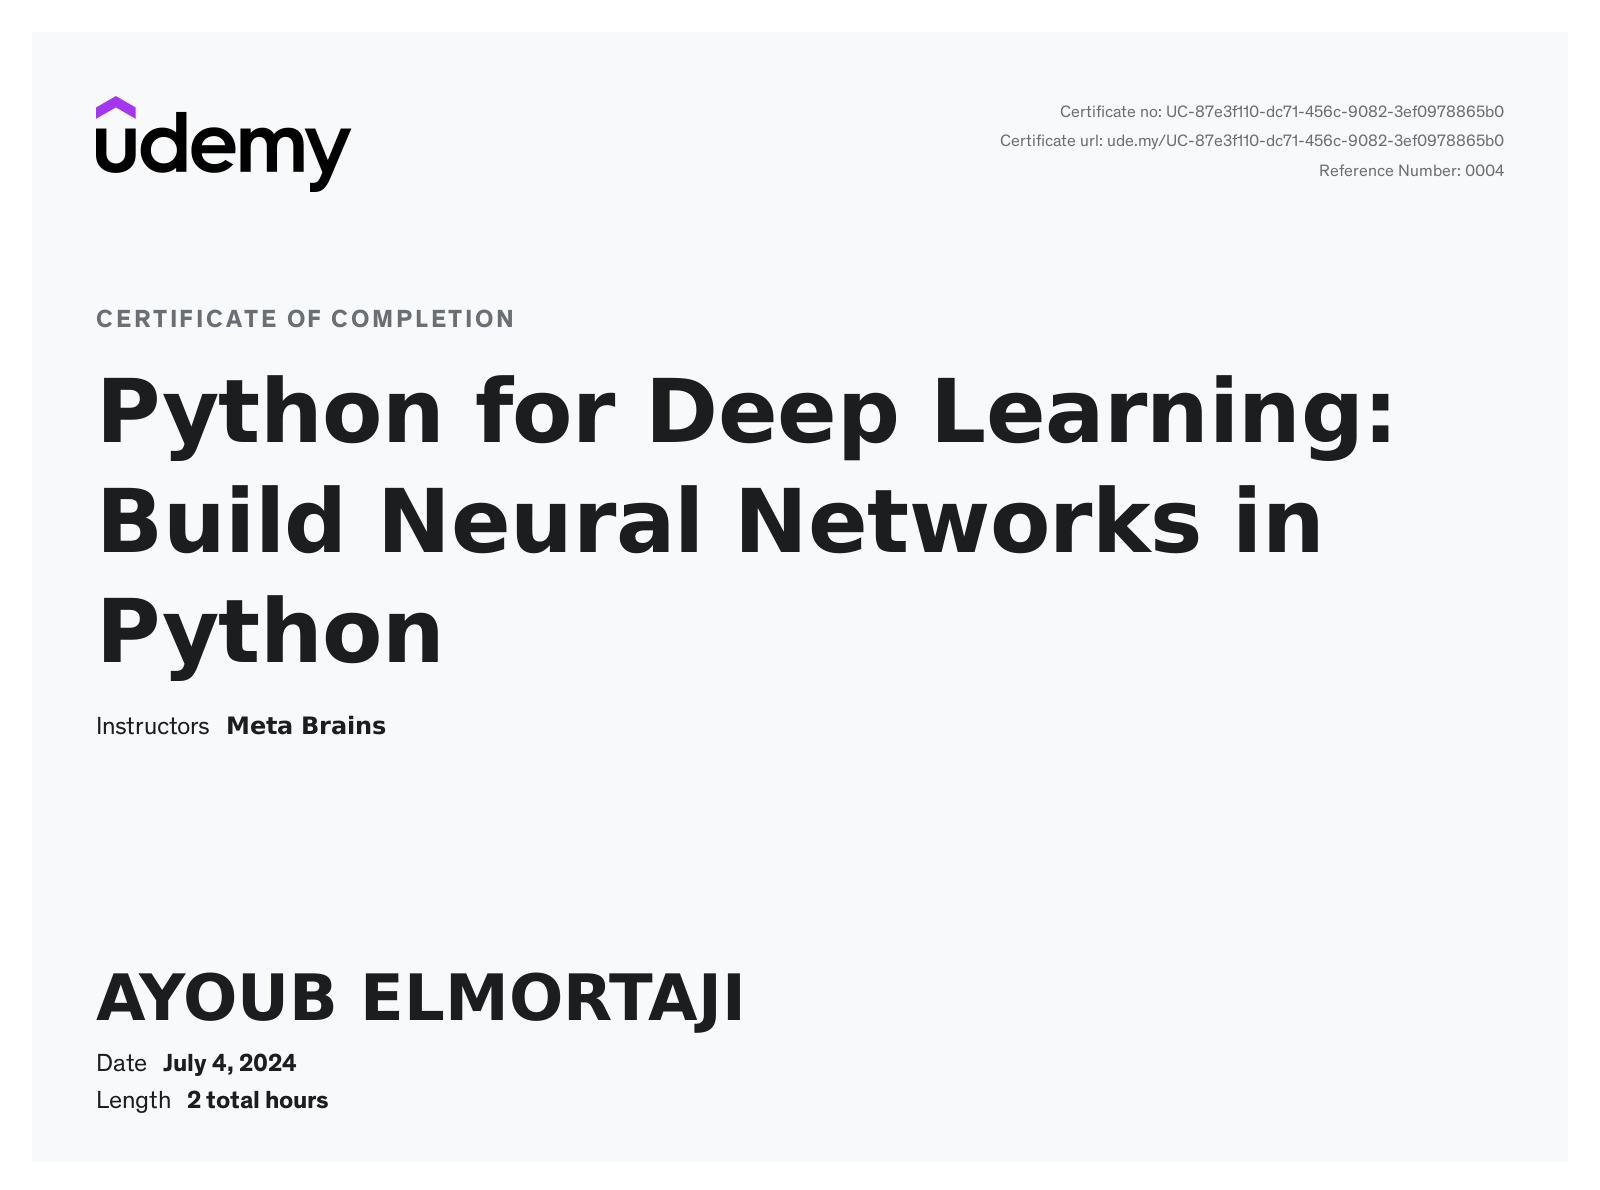 udemy
Certificate no: UC-87e3f110-dc71-456c-9082-3ef0978865b0
Certificate url: ude.my/UC-87e3f110-dc71-456c-9082-3ef0978865b0
Reference Number: 0004
CERTIFICATE OF COMPLETION
Python for Deep Learning:
Build Neural Networks in
Python
Instructors Meta Brains
AYOUB ELMORTAJI
Date July 4, 2024
Length 2 total hours